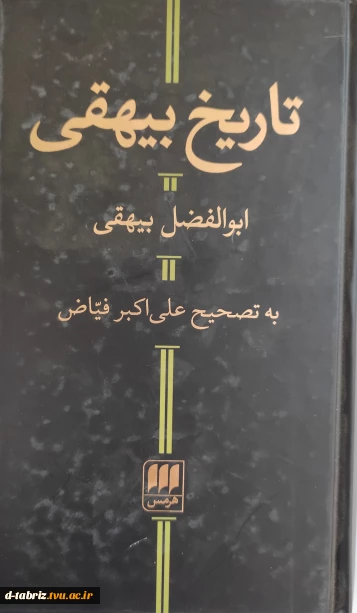 تاریخ بیهقی
ابوالفضل بیهقی
به تصحیح علی‌اکبر فیّاض
هرمس
d-tabriz.tvu.ac.ir